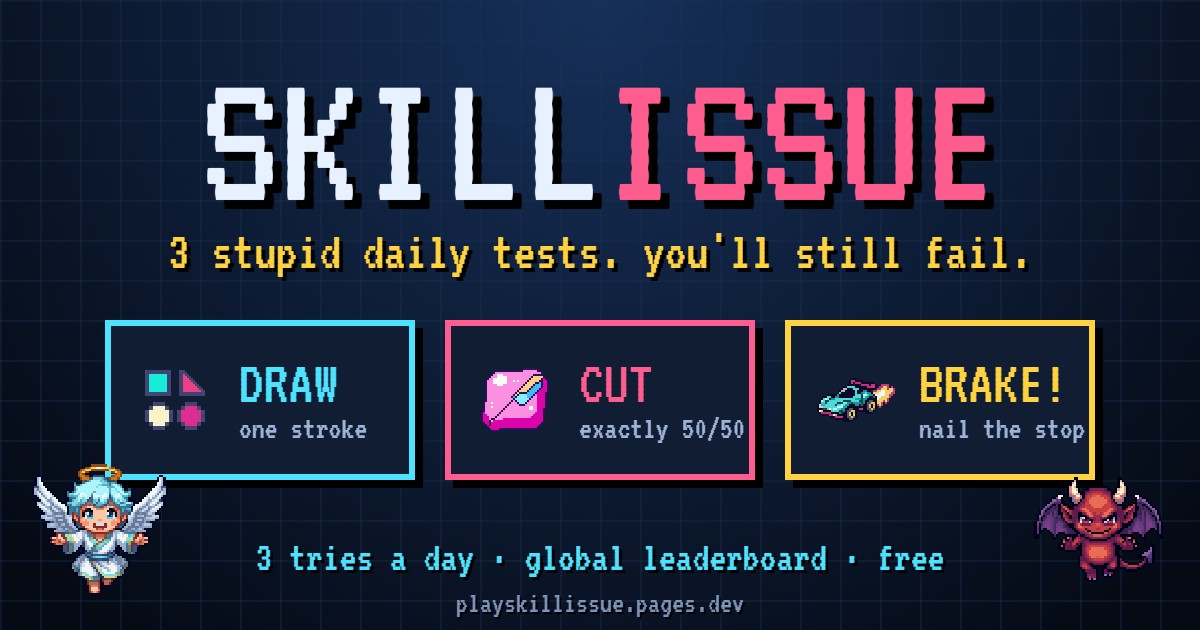 SKILLISSUE
3 stupid daily tests. you'll still fail.
DRAW
one stroke
CUT
exactly 50/50
BRAKE!
nail the stop
3 tries a day · global leaderboard · free
playskillissue.pages.dev